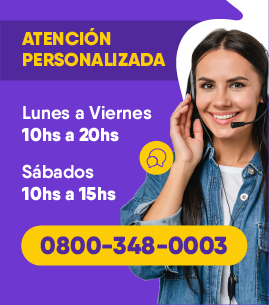 ATENCIÓN
PERSONALIZADA
Lunes a Viernes
10hs a 20hs
Sábados
10hs a 15hs
0800-348-0003